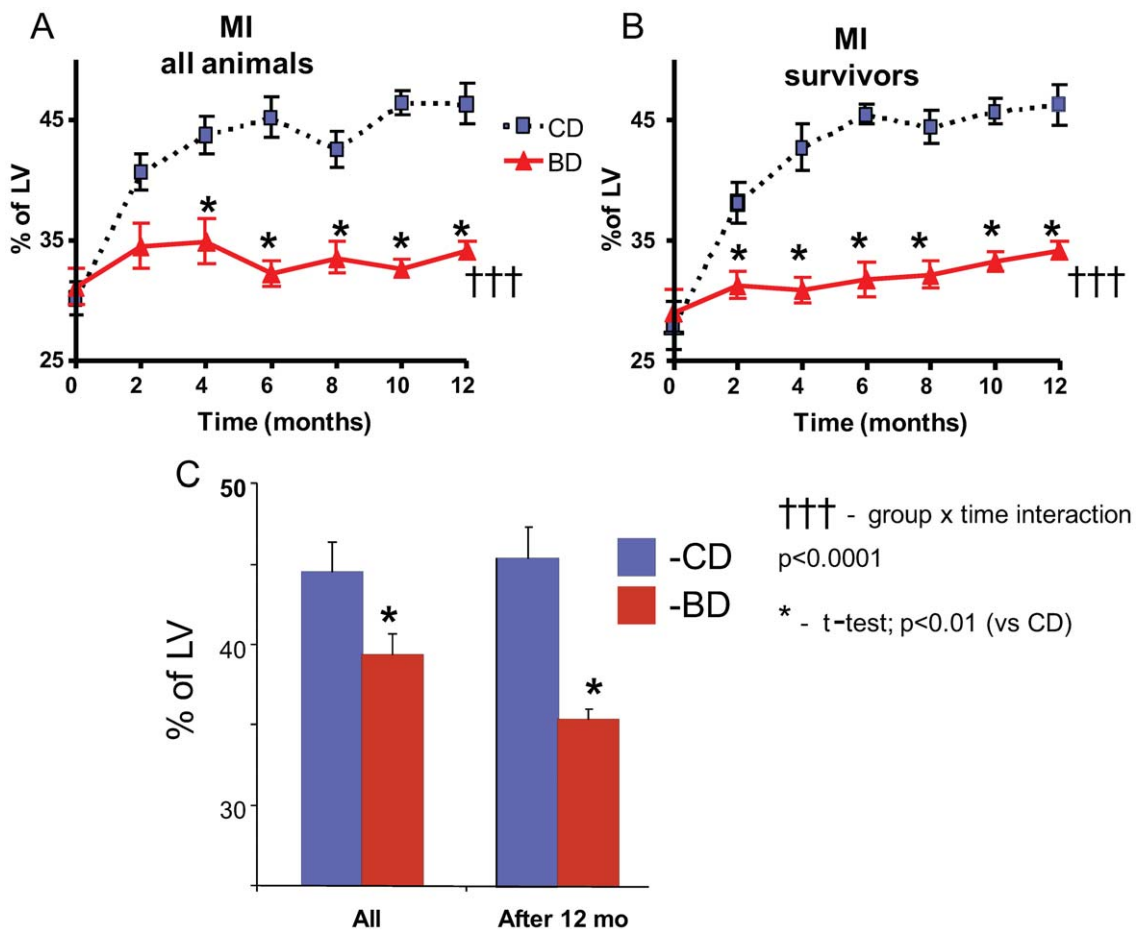 A
MI
all animals
% of LV
45
35
25
* * * * *
†††
0 2 4 6 8 10 12
Time (months)
CD
BD
B
MI
survivors
%of LV
45
35
25
* * * * * *
†††
0 2 4 6 8 10 12
Time (months)
C
% of LV
50
40
30
*
*
All After 12 mo
-CD
-BD
††† - group x time interaction
p<0.0001
* - t-test; p<0.01 (vs CD)